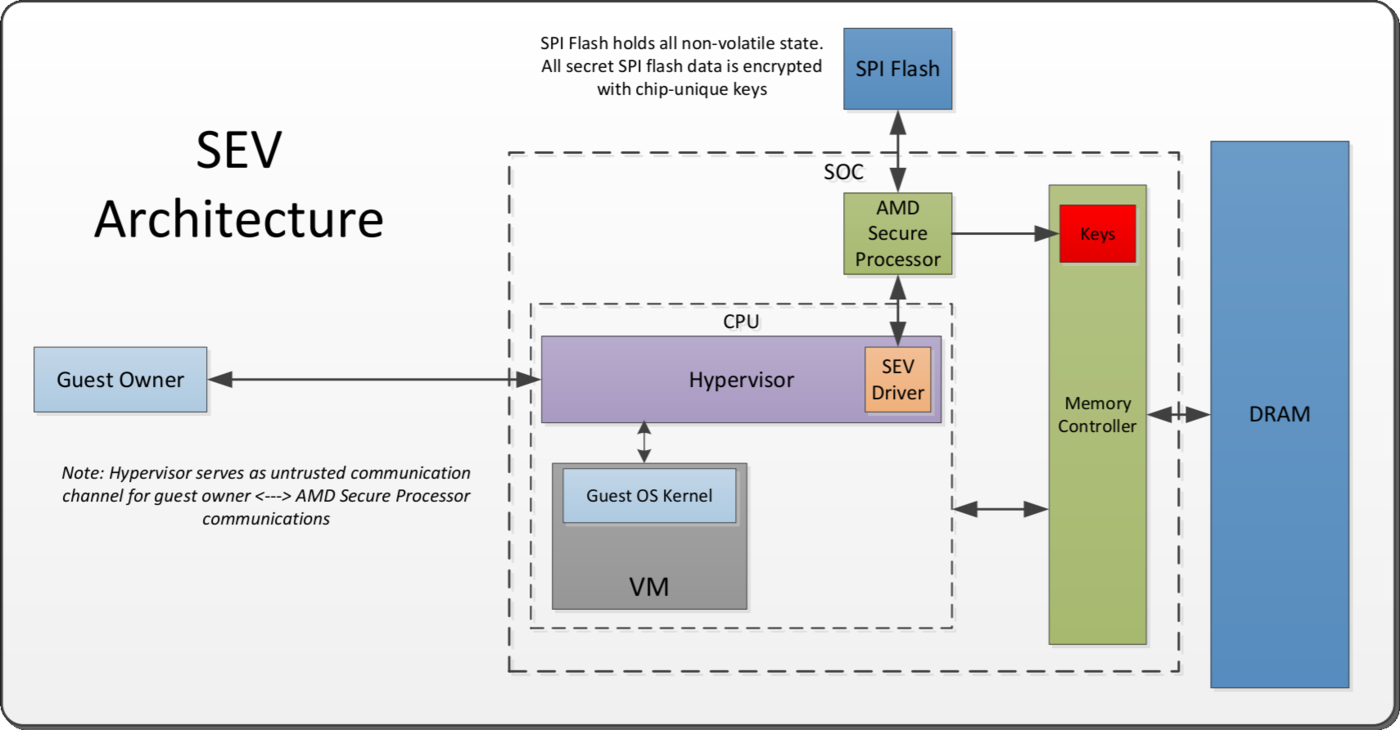 SPI Flash holds all non-volatile state.
All secret SPI flash data is encrypted
with chip-unique keys
SPI Flash
SEV
Architecture
SOC
AMD
Secure
Processor
Keys
CPU
Hypervisor
SEV
Driver
Guest Owner
Memory
Controller
DRAM
Note: Hypervisor serves as untrusted communication
channel for guest owner <---> AMD Secure Processor
communications
Guest OS Kernel
VM